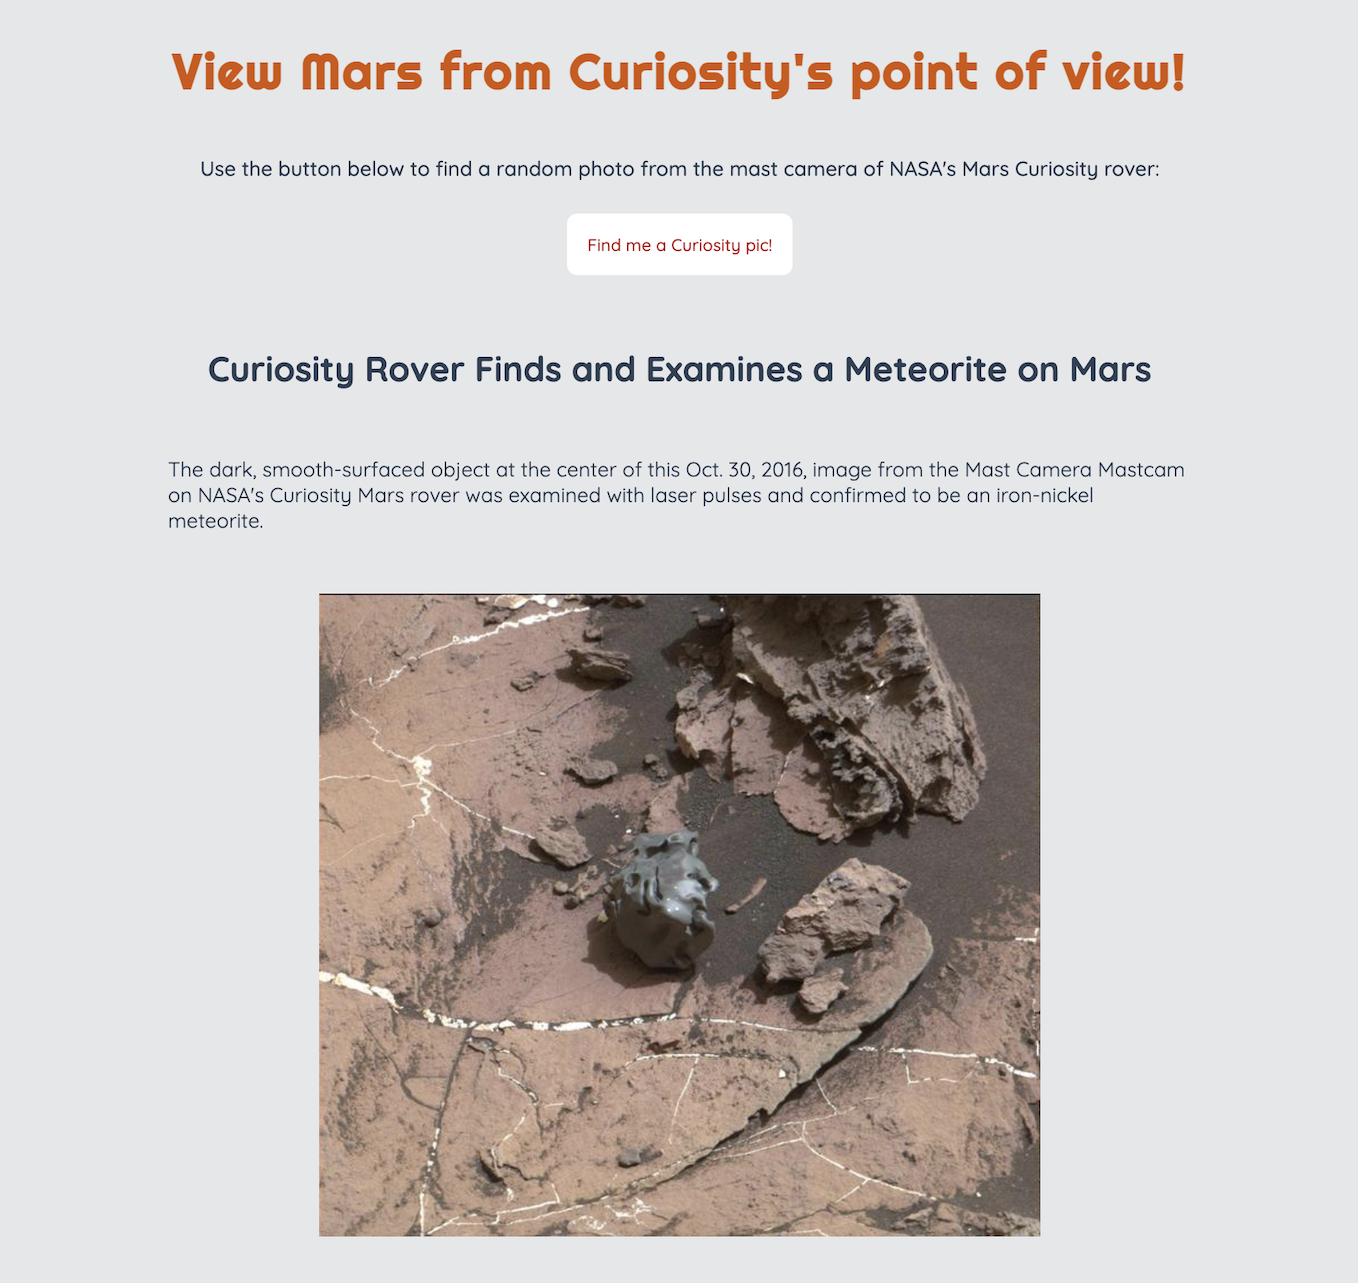 View Mars from Curiosity's point of view!
Use the button below to find a random photo from the mast camera of NASA's Mars Curiosity rover:
Find me a Curiosity pic!
Curiosity Rover Finds and Examines a Meteorite on Mars
The dark, smooth-surfaced object at the center of this Oct. 30, 2016, image from the Mast Camera Mastcam
on NASA's Curiosity Mars rover was examined with laser pulses and confirmed to be an iron-nickel
meteorite.